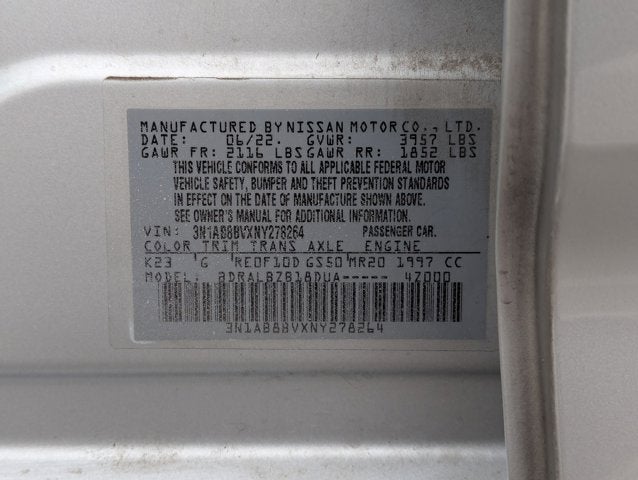 MANUFACTURED BY NISSAN MOTOR CO., LTD.
DATE: 06/22. GVWR: 3957 LBS
GAWR FR: 2116 LBS GAWR RR: 1852 LBS
THIS VEHICLE CONFORMS TO ALL APPLICABLE FEDERAL MOTOR
VEHICLE SAFETY, BUMPER AND THEFT PREVENTION STANDARDS
IN EFFECT ON THE DATE OF MANUFACTURE SHOWN ABOVE.
SEE OWNER'S MANUAL FOR ADDITIONAL INFORMATION.
VIN: 3N1AB8BVXNY278264 PASSENGER CAR.
COLOR TRIM TRANS AXLE ENGINE
K23 G RE0F10D GS50 MR20 1997 CC
MODEL: BDRALBZB18DUA----- 4Z000
3N1AB8BVXNY278264